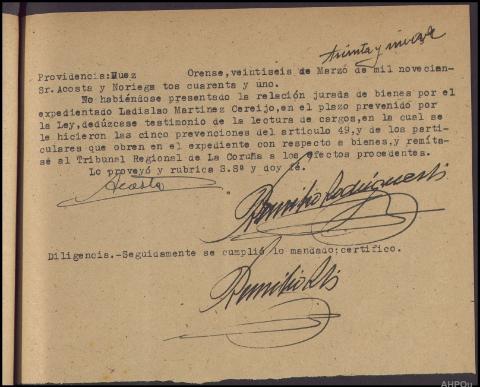 treinta y nueve
Providencia:Nuez Orense,veintiseis de Marzo de mil novecien-
Sr.Acosta y Noriega tos cuarenta y uno.
No habiéndose presentado la relación jurada de bienes por el
expedientado Ladislao Martinez Cereijo,en el plazo prevenido por
la Ley,dedúzcase testimonio de la lectura de cargos,en la cual se
le hicieron las cinco prevenciones del articulo 49,y de los parti-
culares que obren en el expediente con respecto a bienes,y remíta-
se al Tribunal Regional de La Coruña a los efectos procedentes.
Lo proveyó y rubrica S.Sª y doy fé.
Acosta
Diligencia.-Seguidamente se cumplió lo mandado;certifico.
AHPOu